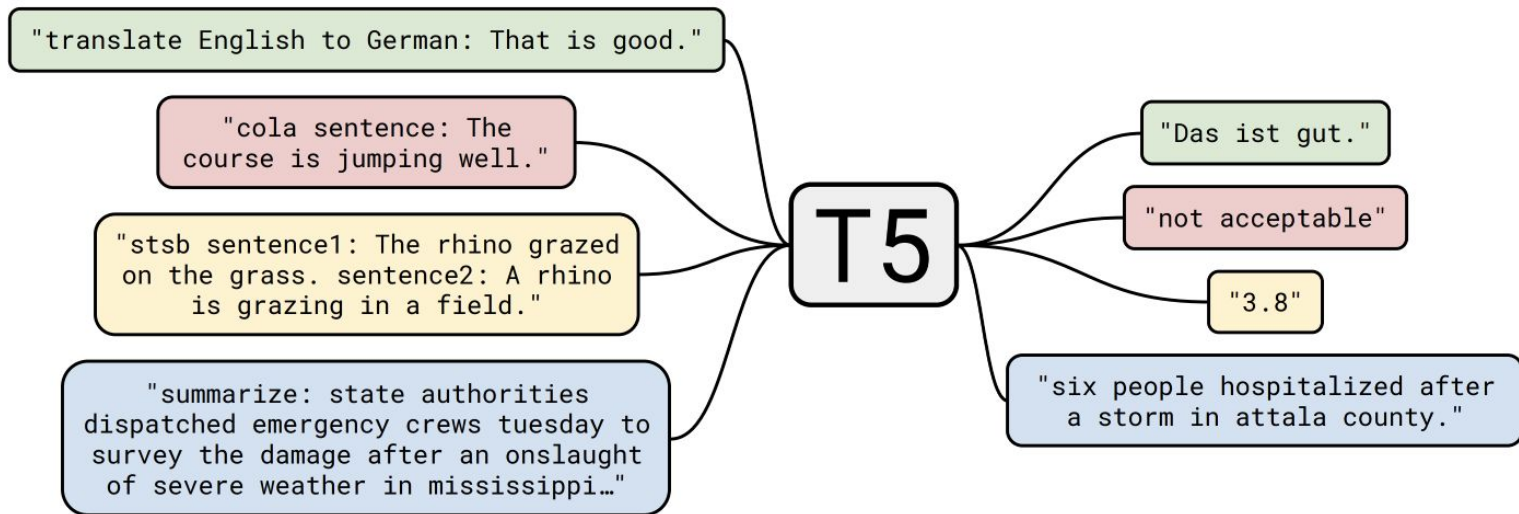 "translate English to German: That is good."
"cola sentence: The
course is jumping well."
"stsb sentence1: The rhino grazed
on the grass. sentence2: A rhino
is grazing in a field."
"summarize: state authorities
dispatched emergency crews tuesday to
survey the damage after an onslaught
of severe weather in mississippi…"
T5
"Das ist gut."
"not acceptable"
"3.8"
"six people hospitalized after
a storm in attala county."